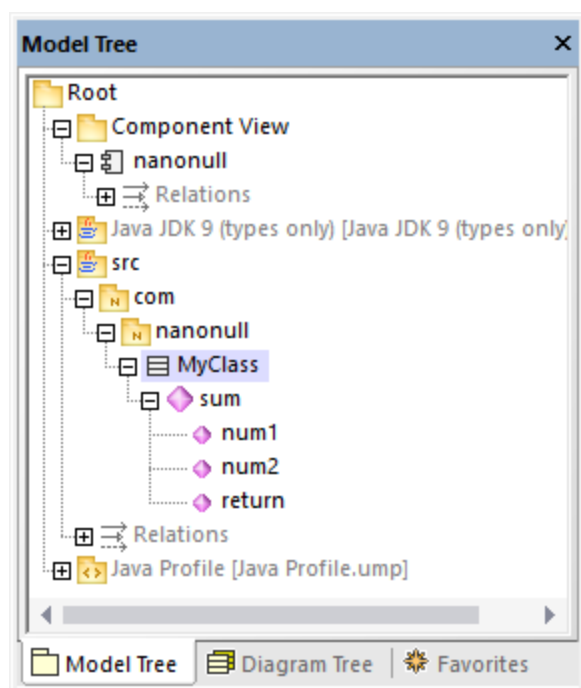 Model Tree
Root
Component View
nanonull
Relations
Java JDK 9 (types only) [Java JDK 9 (types only)
src
com
nanonull
MyClass
sum
num1
num2
return
Relations
Java Profile [Java Profile.ump]
Model Tree Diagram Tree Favorites